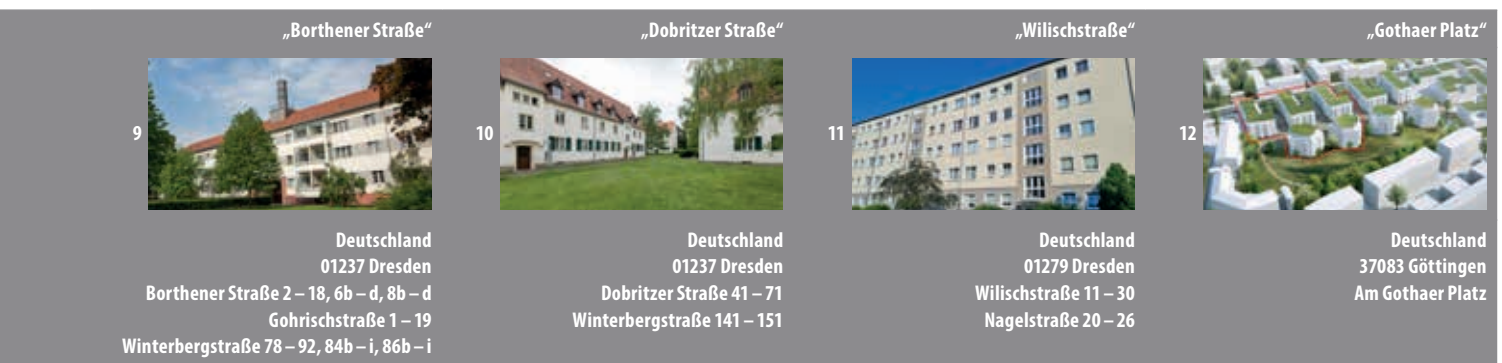 „Borthener Straße“
9
Deutschland
01237 Dresden
Borthener Straße 2 – 18, 6b – d, 8b – d
Gohrischstraße 1 – 19
Winterbergstraße 78 – 92, 84b – i, 86b – i
„Dobritzer Straße“
10
Deutschland
01237 Dresden
Dobritzer Straße 41 – 71
Winterbergstraße 141 – 151
„Wilischstraße“
11
Deutschland
01279 Dresden
Wilischstraße 11 – 30
Nagelstraße 20 – 26
„Gothaer Platz“
12
Deutschland
37083 Göttingen
Am Gothaer Platz